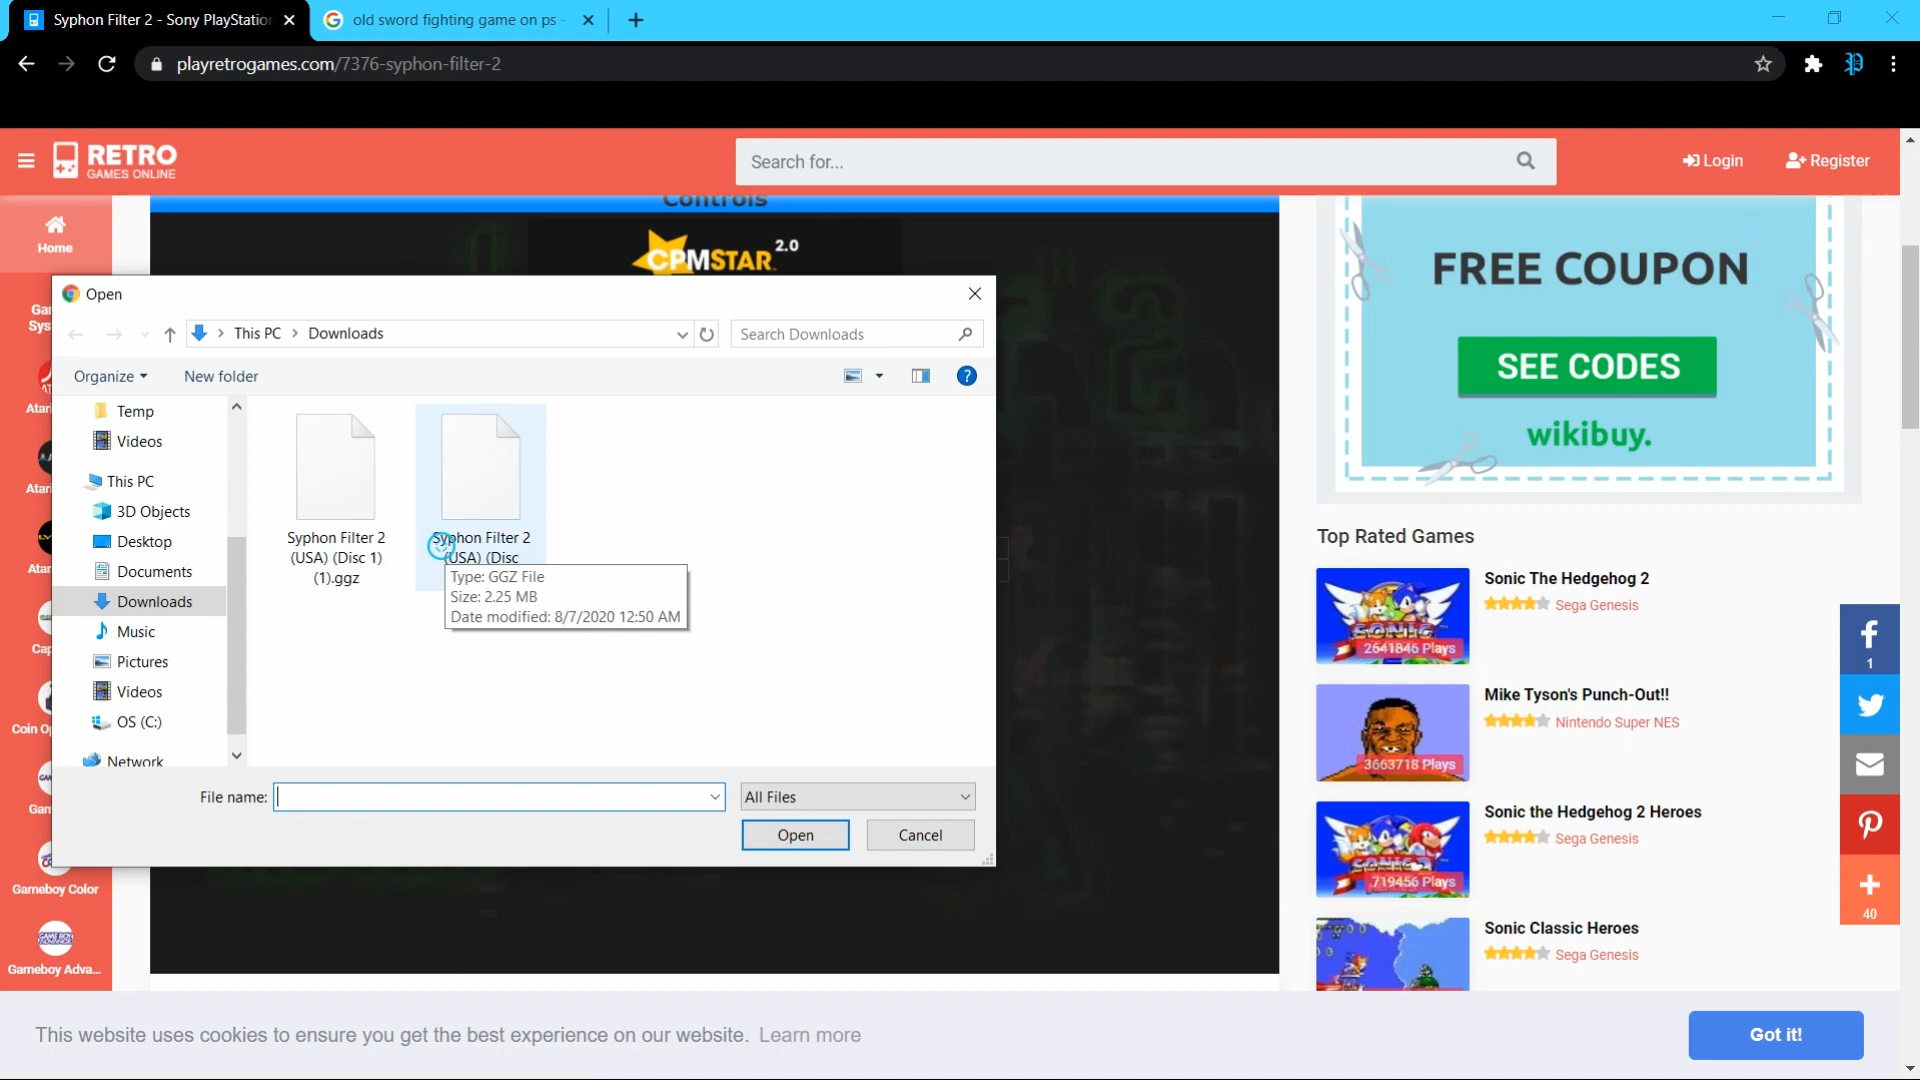 Syphon Filter 2 - Sony PlayStation
old sword fighting game on ps -
playretrogames.com/7376-syphon-filter-2
RETRO
GAMES ONLINE
Search for...
Login
Register
Home
Controls
CPMSTAR 2.0
FREE COUPON
SEE CODES
wikibuy.
Open
This PC
Downloads
Search Downloads
Organize
New folder
Temp
Videos
This PC
3D Objects
Desktop
Documents
Downloads
Music
Pictures
Videos
OS (C:)
Network
Syphon Filter 2
(USA) (Disc 1)
(1).ggz
Syphon Filter 2
(USA) (Disc
Type: GGZ File
Size: 2.25 MB
Date modified: 8/7/2020 12:50 AM
File name:
All Files
Open
Cancel
Gameboy Color
GAMEBOY
ADVANCE
Gameboy Adva...
Top Rated Games
Sonic The Hedgehog 2
Sega Genesis
SONIC
2641846 Plays
Mike Tyson's Punch-Out!!
Nintendo Super NES
3663718 Plays
Sonic the Hedgehog 2 Heroes
Sega Genesis
719456 Plays
Sonic Classic Heroes
Sega Genesis
1
40
This website uses cookies to ensure you get the best experience on our website. Learn more
Got it!